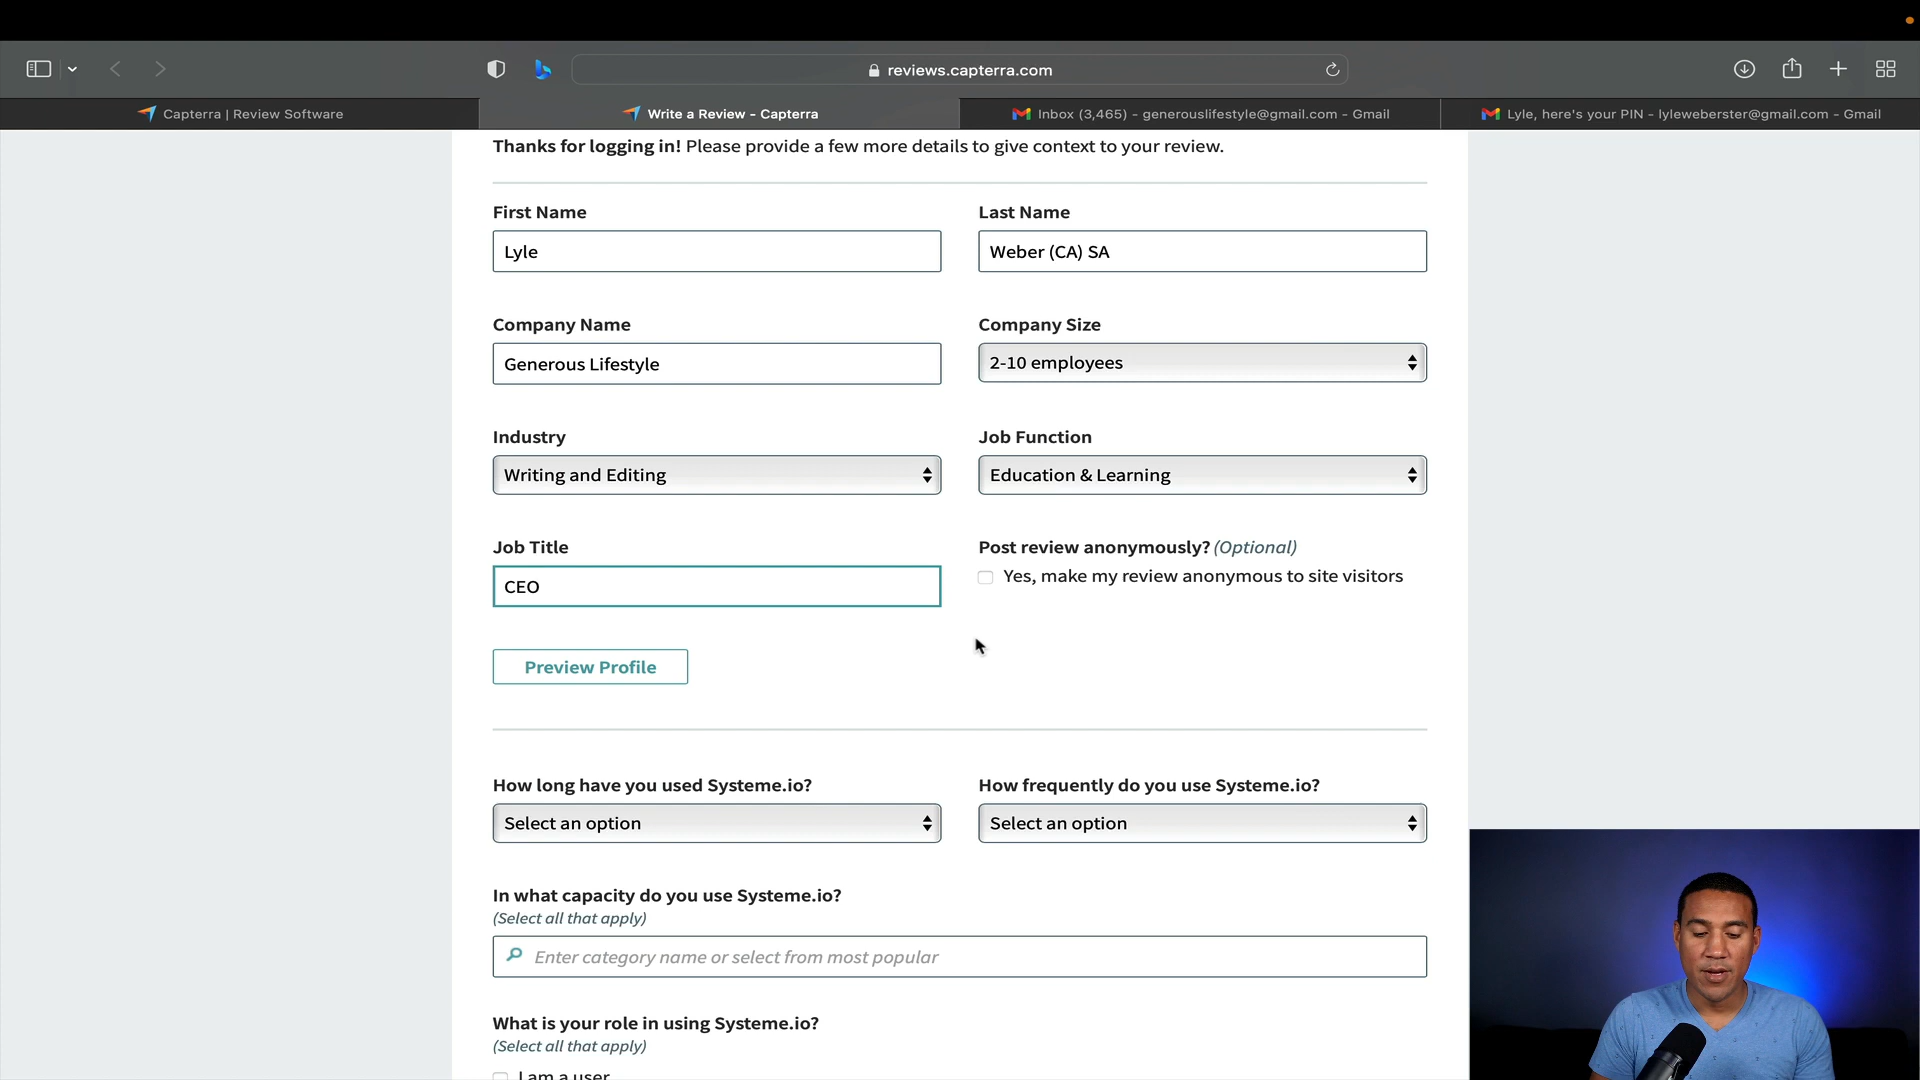 reviews.capterra.com
Capterra | Review Software
Write a Review - Capterra
Inbox (3,465) - generouslifestyle@gmail.com - Gmail
Lyle, here's your PIN - lyleweberster@gmail.com - Gmail
Thanks for logging in! Please provide a few more details to give context to your review.
First Name
Last Name
Lyle
Weber (CA) SA
Company Name
Company Size
Generous Lifestyle
2-10 employees
Industry
Job Function
Writing and Editing
Education & Learning
Job Title
Post review anonymously? (Optional)
CEO
Yes, make my review anonymous to site visitors
Preview Profile
How long have you used Systeme.io?
How frequently do you use Systeme.io?
Select an option
Select an option
In what capacity do you use Systeme.io?
(Select all that apply)
Enter category name or select from most popular
What is your role in using Systeme.io?
(Select all that apply)
I am a user